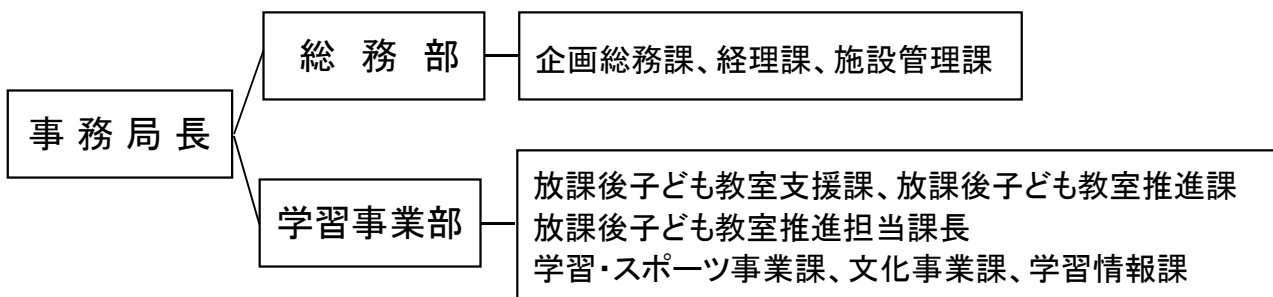 総務部
企画総務課、経理課、施設管理課
事務局長
学習事業部
放課後子ども教室支援課、放課後子ども教室推進課
放課後子ども教室推進担当課長
学習・スポーツ事業課、文化事業課、学習情報課